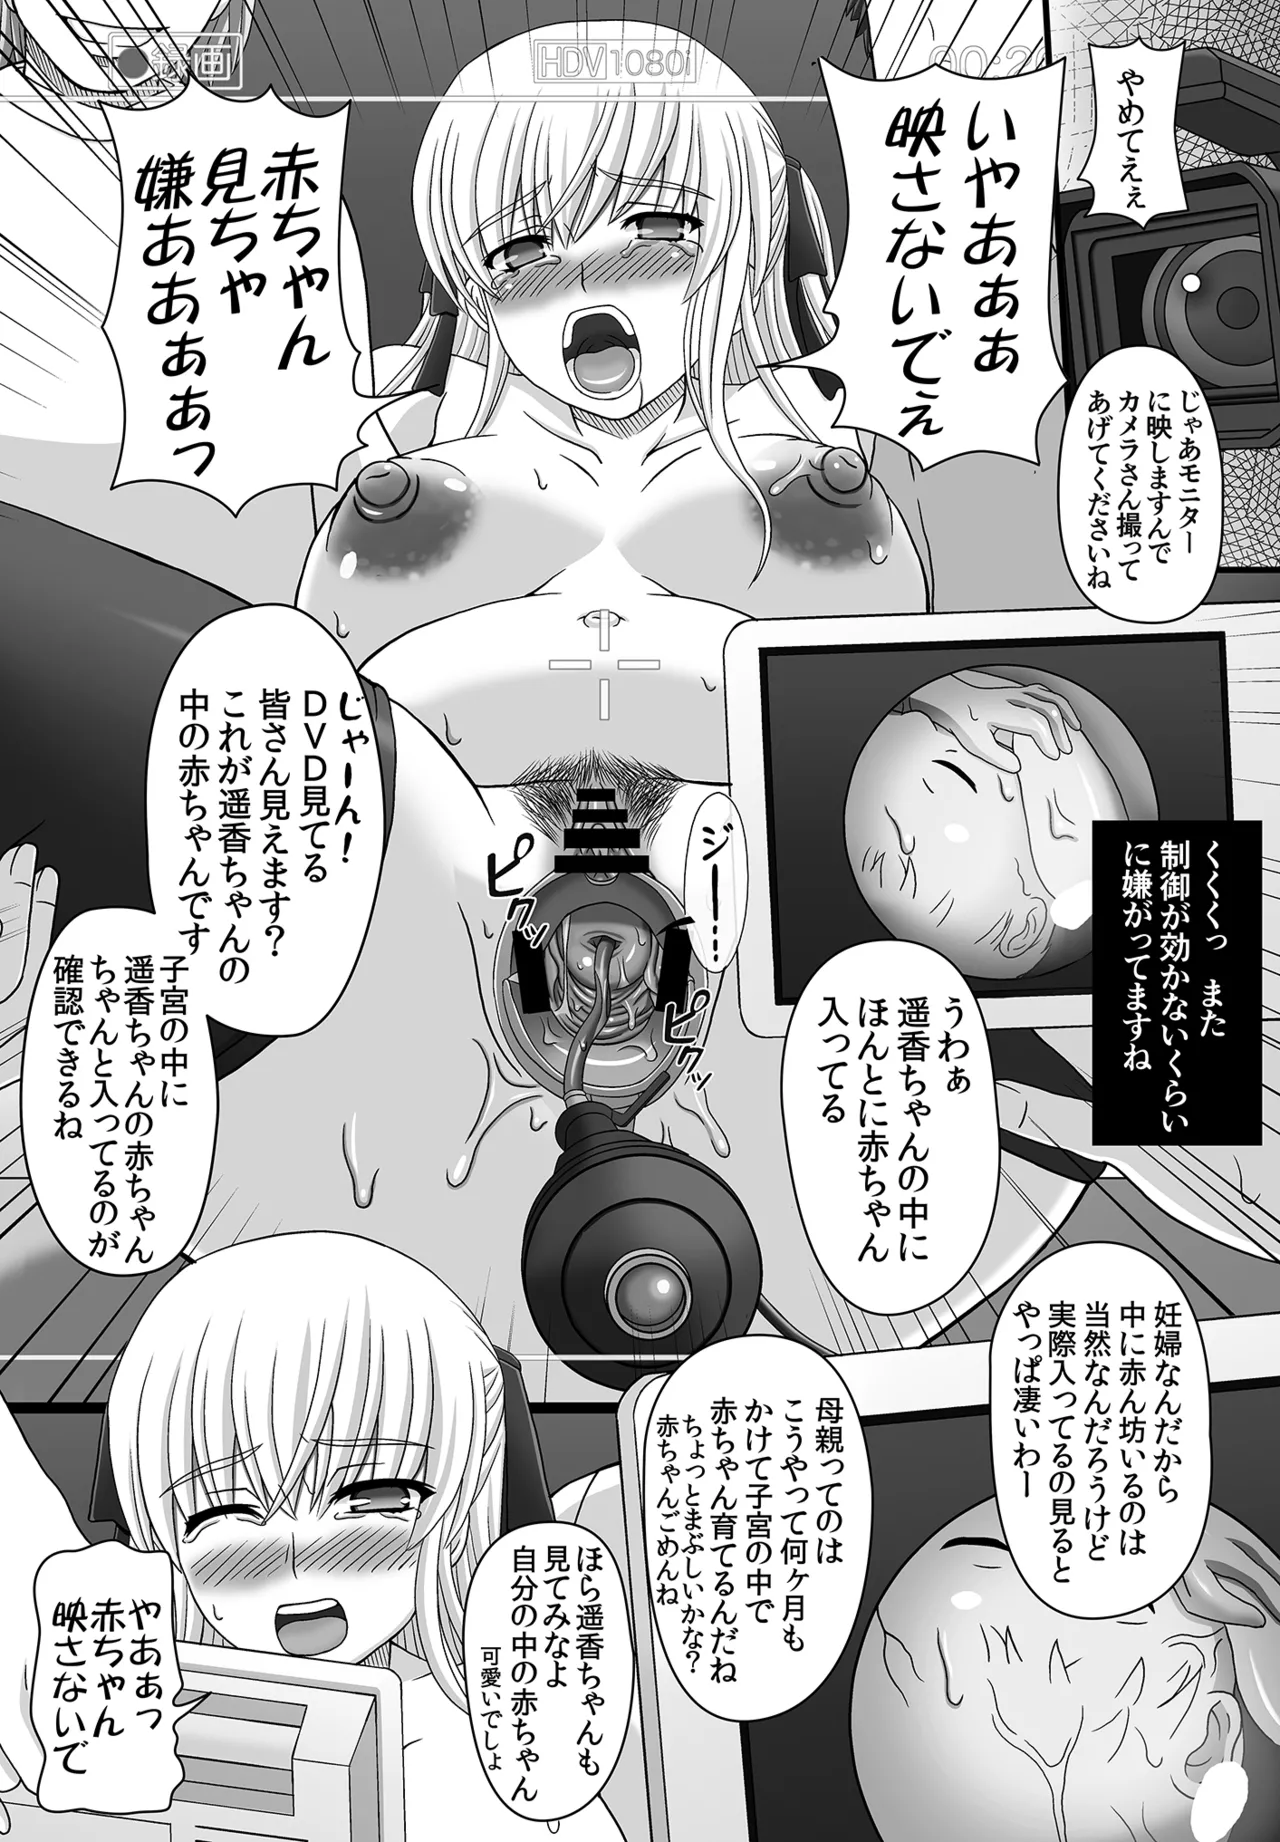 やめてえぇ
じゃあモニター
に映しますんで
カメラさん撮って
あげてくださいね
HDV1080i
録画
いやあぁぁ
映さないでぇ
赤ちゃん
見ちゃ
嫌ああぁぁっ
じゃーん！
DVD見てる
皆さん見えます？
これが遥香ちゃんの
中の赤ちゃんです
子宮の中に
遥香ちゃんの赤ちゃん
ちゃんと入ってるのが
確認できるね
ジー…
ピクピクッ
ピクピクッ
くくくっ　また
制御が効かないくらい
に嫌がってますね
うわぁ
遥香ちゃんの中に
ほんとに赤ちゃん
入ってる
妊婦なんだから
中に赤ん坊いるのは
当然なんだろうけど
実際入ってるの見ると
やっぱ凄いわー
母親ってのは
こうやって何ヶ月も
かけて子宮の中で
赤ちゃん育てるんだね
ちょっとまぶしいかな？
赤ちゃんごめんね
ほら遥香ちゃんも
見てみなよ
自分の中の赤ちゃん
可愛いでしょ
やあぁっ
赤ちゃん
映さないで